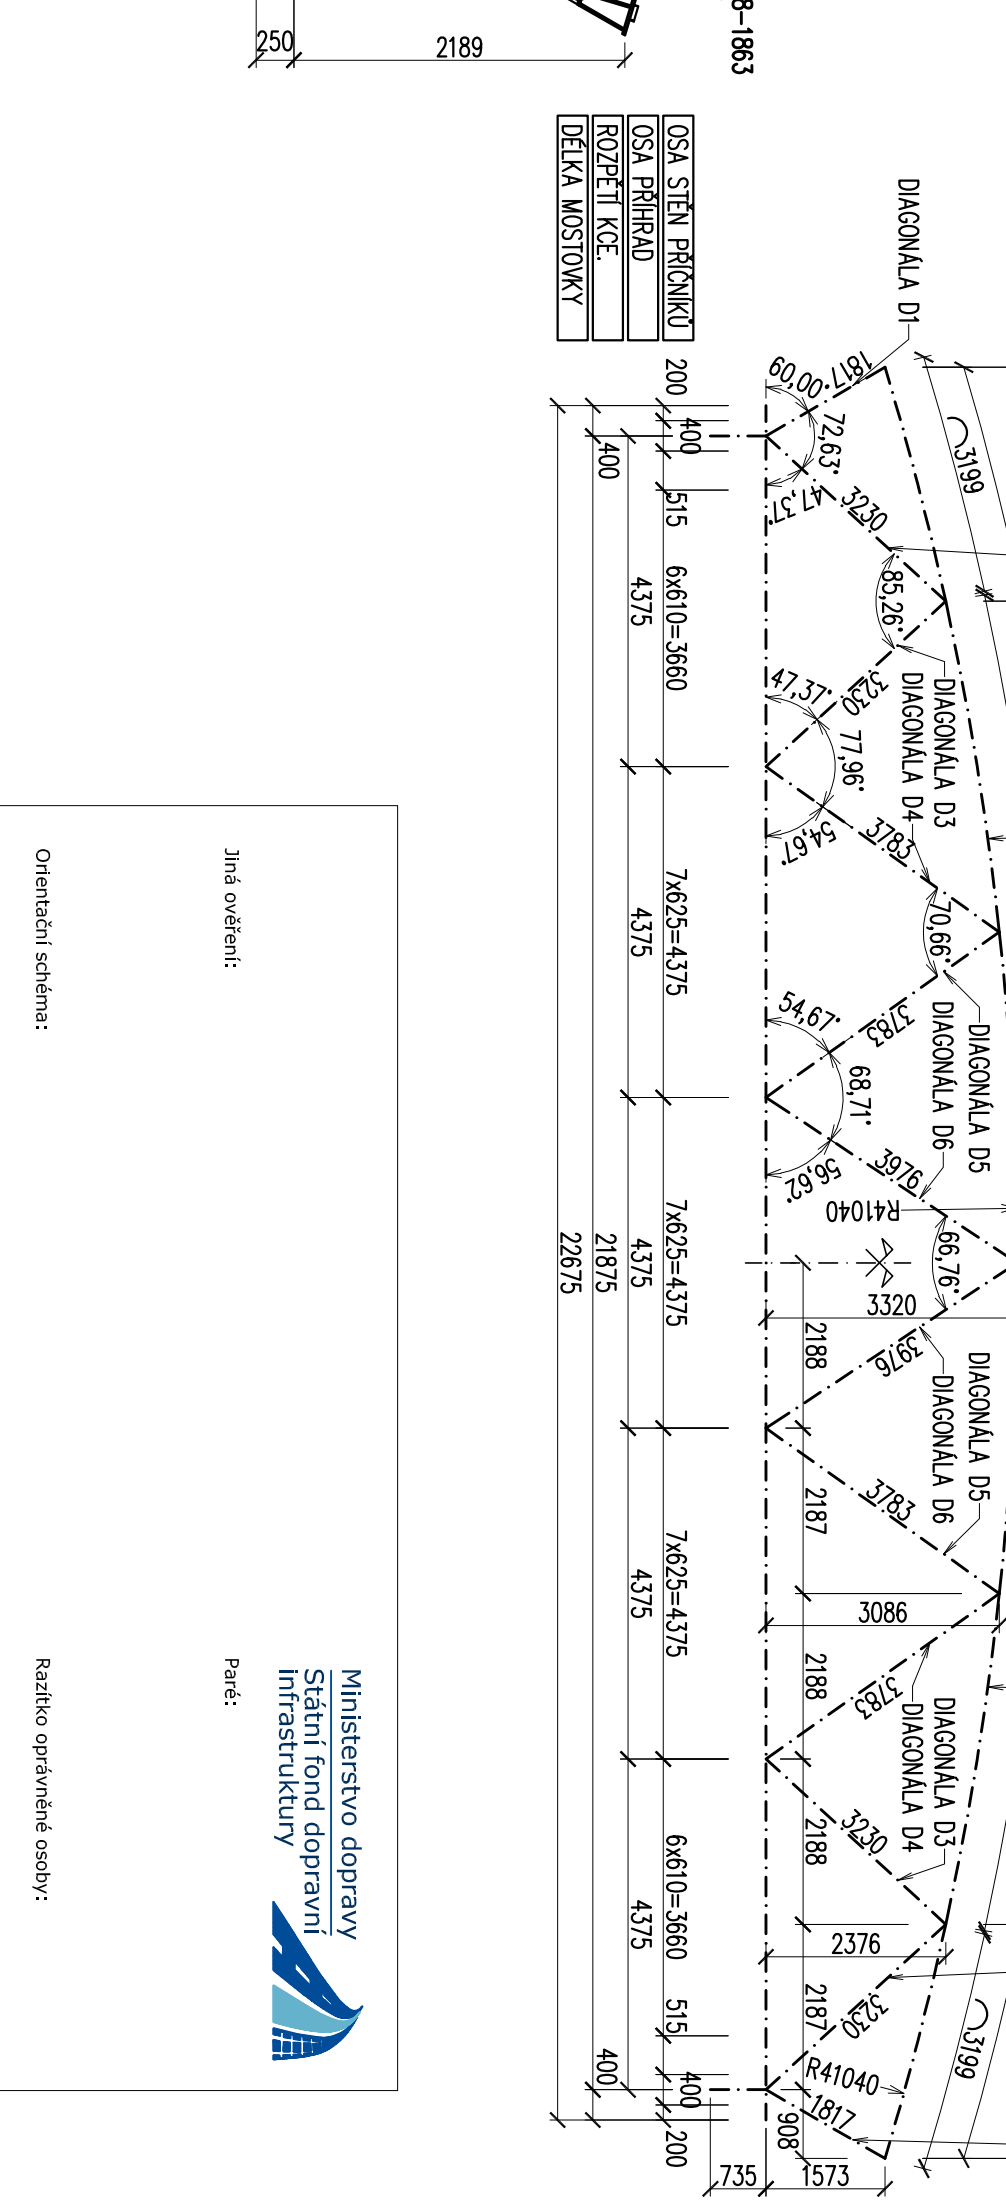 8-1863
250
2189
OSA STĚN PŘÍČNÍKŮ
OSA PŘÍHRAD
ROZPĚTÍ KCE.
DÉLKA MOSTOVKY
DIAGONÁLA D1
3199
1817
60,00°
72,63°
47,37°
3230
85,26°
3230
DIAGONÁLA D3
DIAGONÁLA D4
47,37°
77,96°
54,67°
3783
70,66°
3783
DIAGONÁLA D5
DIAGONÁLA D6
54,67°
68,71°
56,62°
3976
R41040
66,76°
3320
3976
DIAGONÁLA D5
DIAGONÁLA D6
3783
3086
3783
DIAGONÁLA D3
DIAGONÁLA D4
3230
2376
3230
3199
R41040
1817
2188
2187
2188
2188
2187
908
735
1573
200
400
515
6x610=3660
7x625=4375
7x625=4375
7x625=4375
6x610=3660
515
400
200
4375
4375
4375
4375
4375
400
21875
400
22675
Ministerstvo dopravy
Státní fond dopravní
infrastruktury
Jiná ověření:
Paré:
Orientační schéma:
Razítko oprávněné osoby: